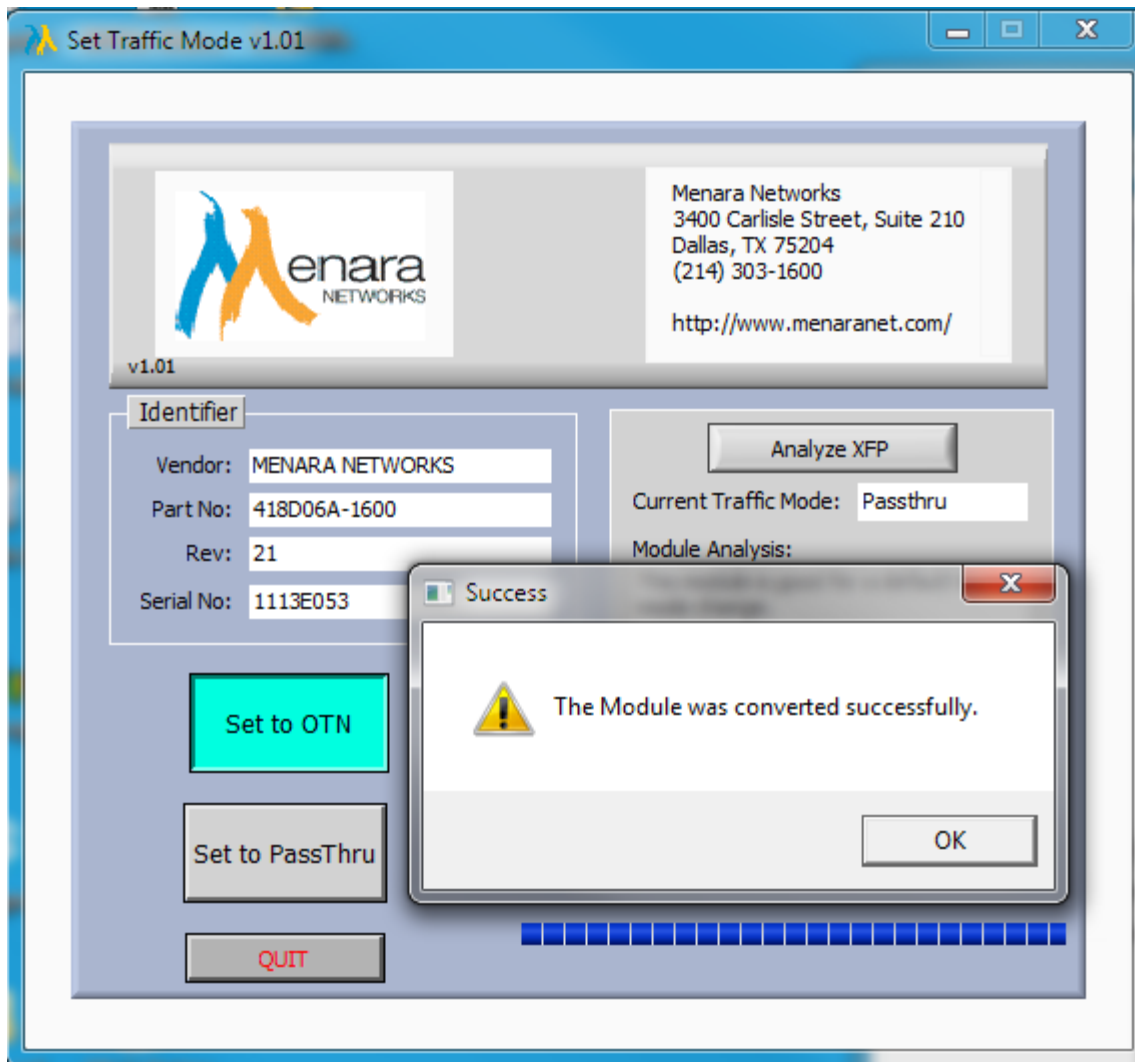 Set Traffic Mode v1.01
Menara
NETWORKS
v1.01
Menara Networks
3400 Carlisle Street, Suite 210
Dallas, TX 75204
(214) 303-1600
http://www.menaranet.com/
Identifier
Vendor: MENARA NETWORKS
Part No: 418D06A-1600
Rev: 21
Serial No: 1113E053
Analyze XFP
Current Traffic Mode: Passthru
Module Analysis:
Success
The Module was converted successfully.
OK
Set to OTN
Set to PassThru
QUIT